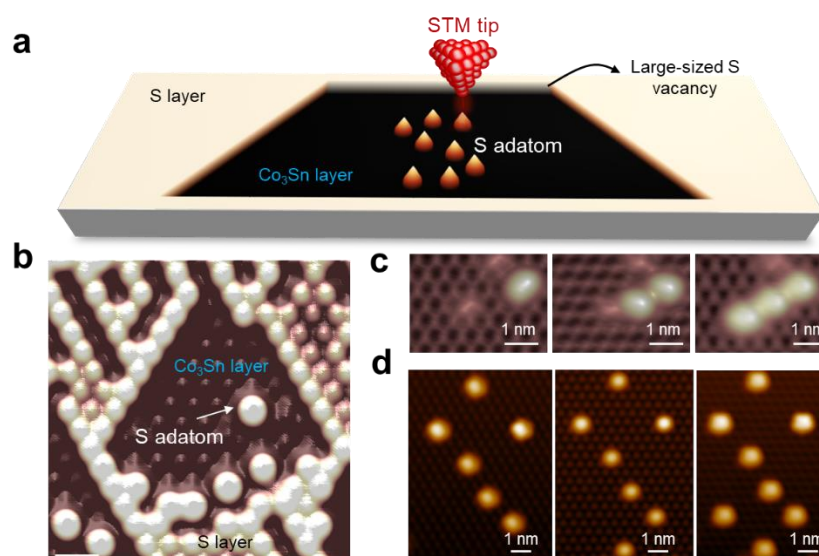 a
STM tip
Large-sized S
vacancy
S layer
S adatom
Co₃Sn layer
b
Co₃Sn layer
S adatom
S layer
c
1 nm
1 nm
1 nm
d
1 nm
1 nm
1 nm